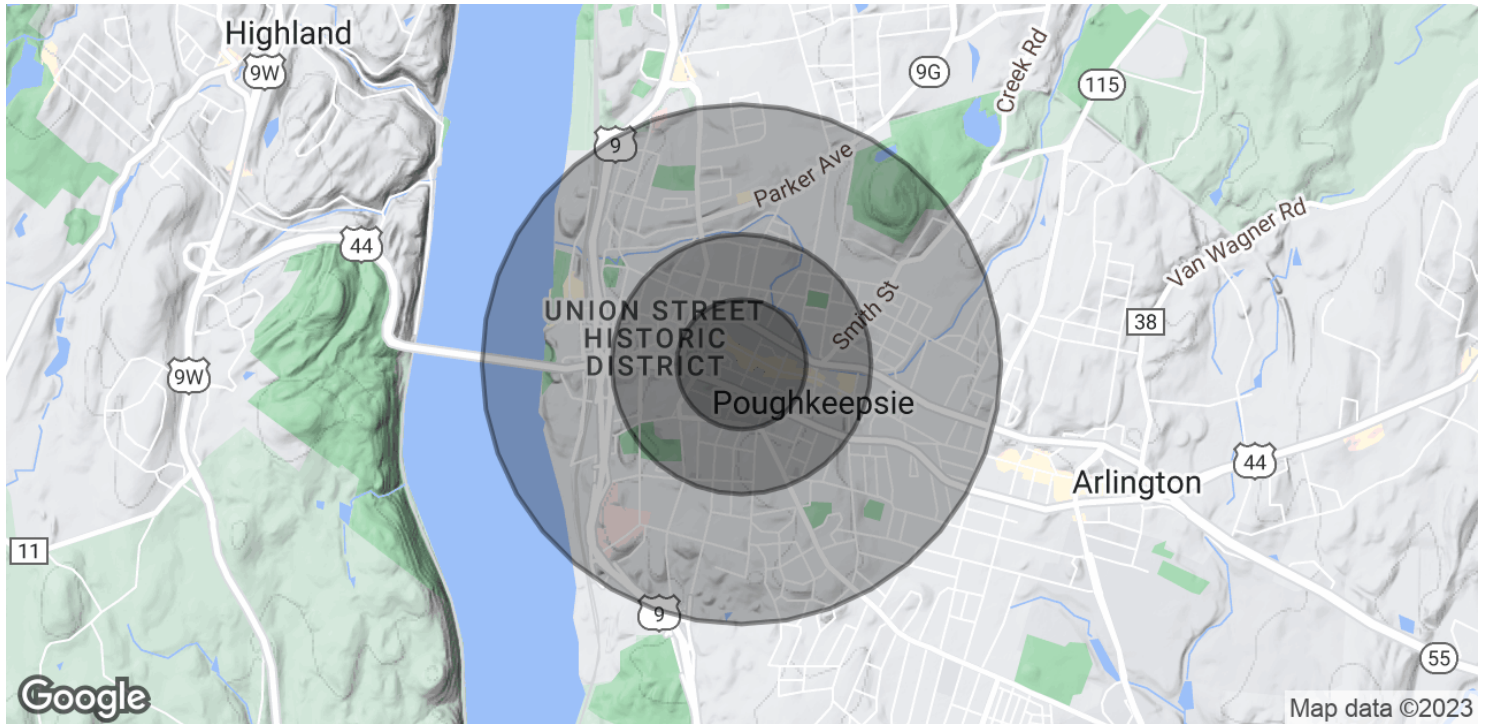 Highland
9W
9G
Creek Rd
115
9
Parker Ave
44
Van Wagner Rd
UNION STREET
HISTORIC
DISTRICT
Smith St
38
9W
Poughkeepsie
44
Arlington
11
9
55
Google
Map data ©2023